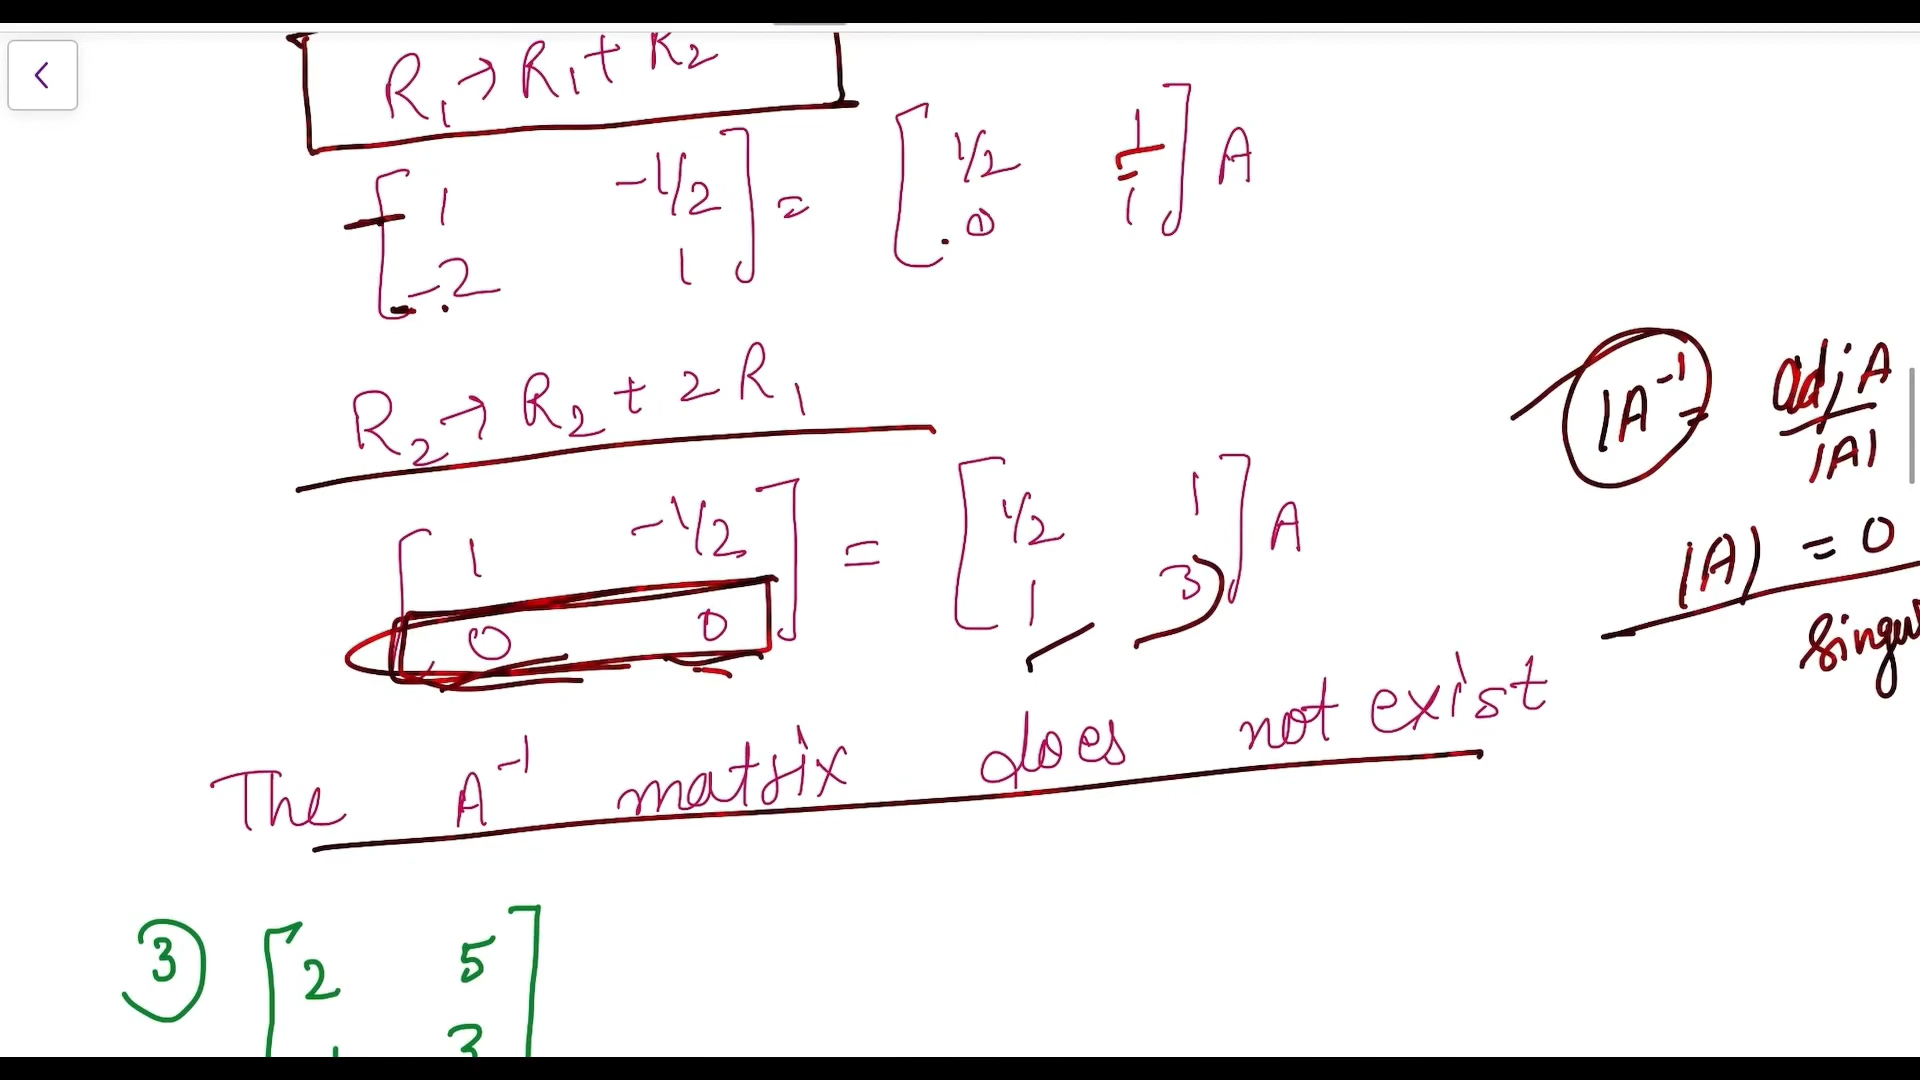 R₁ → R₁ + R₂
[1 -1/2] = [1/2 1] A
[-2 1] [0 1]
R₂ → R₂ + 2R₁
[1 -1/2] = [1/2 1] A
[0 0] [1 3]
|A⁻¹ = adj A / |A|
|A| = 0
Singu
The A⁻¹ matrix does not exist
③ [2 5]
3